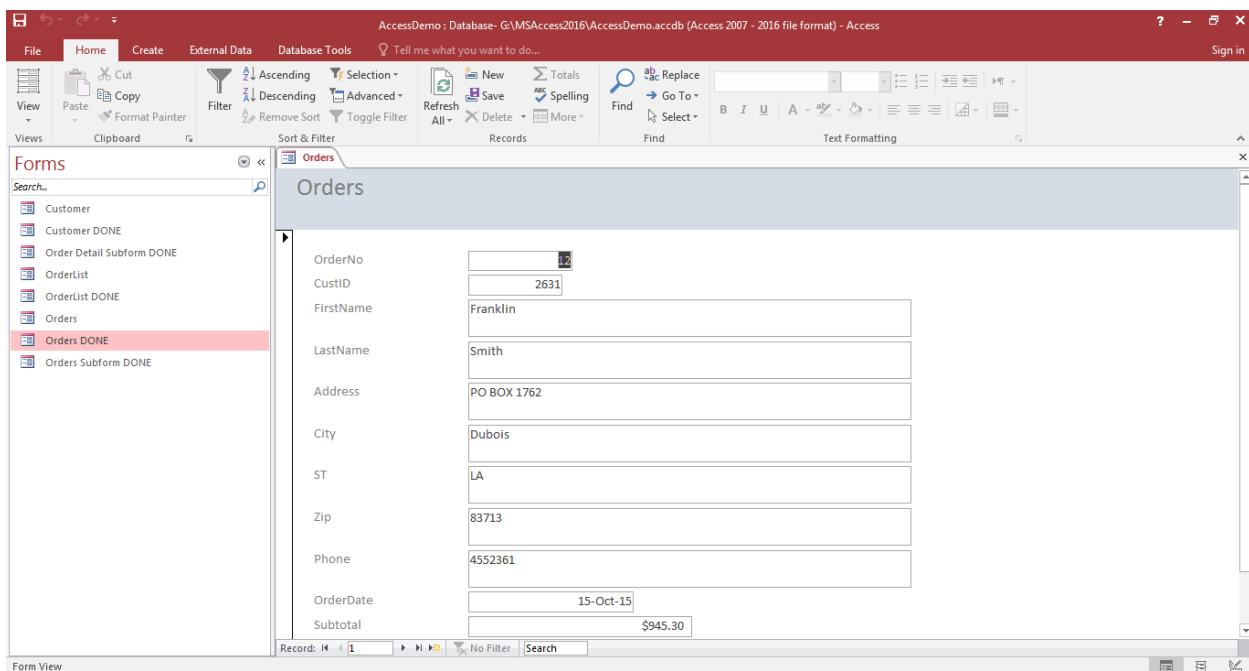 AccessDemo : Database- G:\MSAccess2016\AccessDemo.accdb (Access 2007 - 2016 file format) - Access
?
File Home Create External Data Database Tools Tell me what you want to do... Sign in
View
Paste
Cut
Copy
Format Painter
Filter
Ascending
Descending
Remove Sort
Selection
Advanced
Toggle Filter
Refresh
All
New
Save
Delete
Totals
Spelling
More
Find
Replace
Go To
Select
B I U A
Views Clipboard Sort & Filter Records Find Text Formatting
Forms
Search...
Customer
Customer DONE
Order Detail Subform DONE
OrderList
OrderList DONE
Orders
Orders DONE
Orders Subform DONE
Orders
Orders
OrderNo 12
CustID 2631
FirstName Franklin
LastName Smith
Address PO BOX 1762
City Dubois
ST LA
Zip 83713
Phone 4552361
OrderDate 15-Oct-15
Subtotal $945.30
Record: 1 No Filter Search
Form View